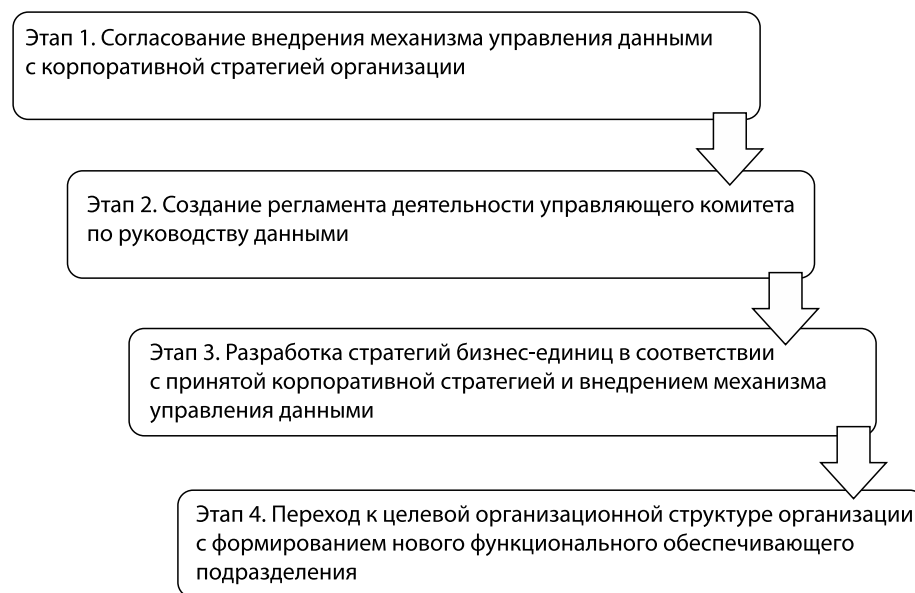 Этап 1. Согласование внедрения механизма управления данными
с корпоративной стратегией организации
Этап 2. Создание регламента деятельности управляющего комитета
по руководству данными
Этап 3. Разработка стратегий бизнес-единиц в соответствии
с принятой корпоративной стратегией и внедрением механизма
управления данными
Этап 4. Переход к целевой организационной структуре организации
с формированием нового функционального обеспечивающего
подразделения